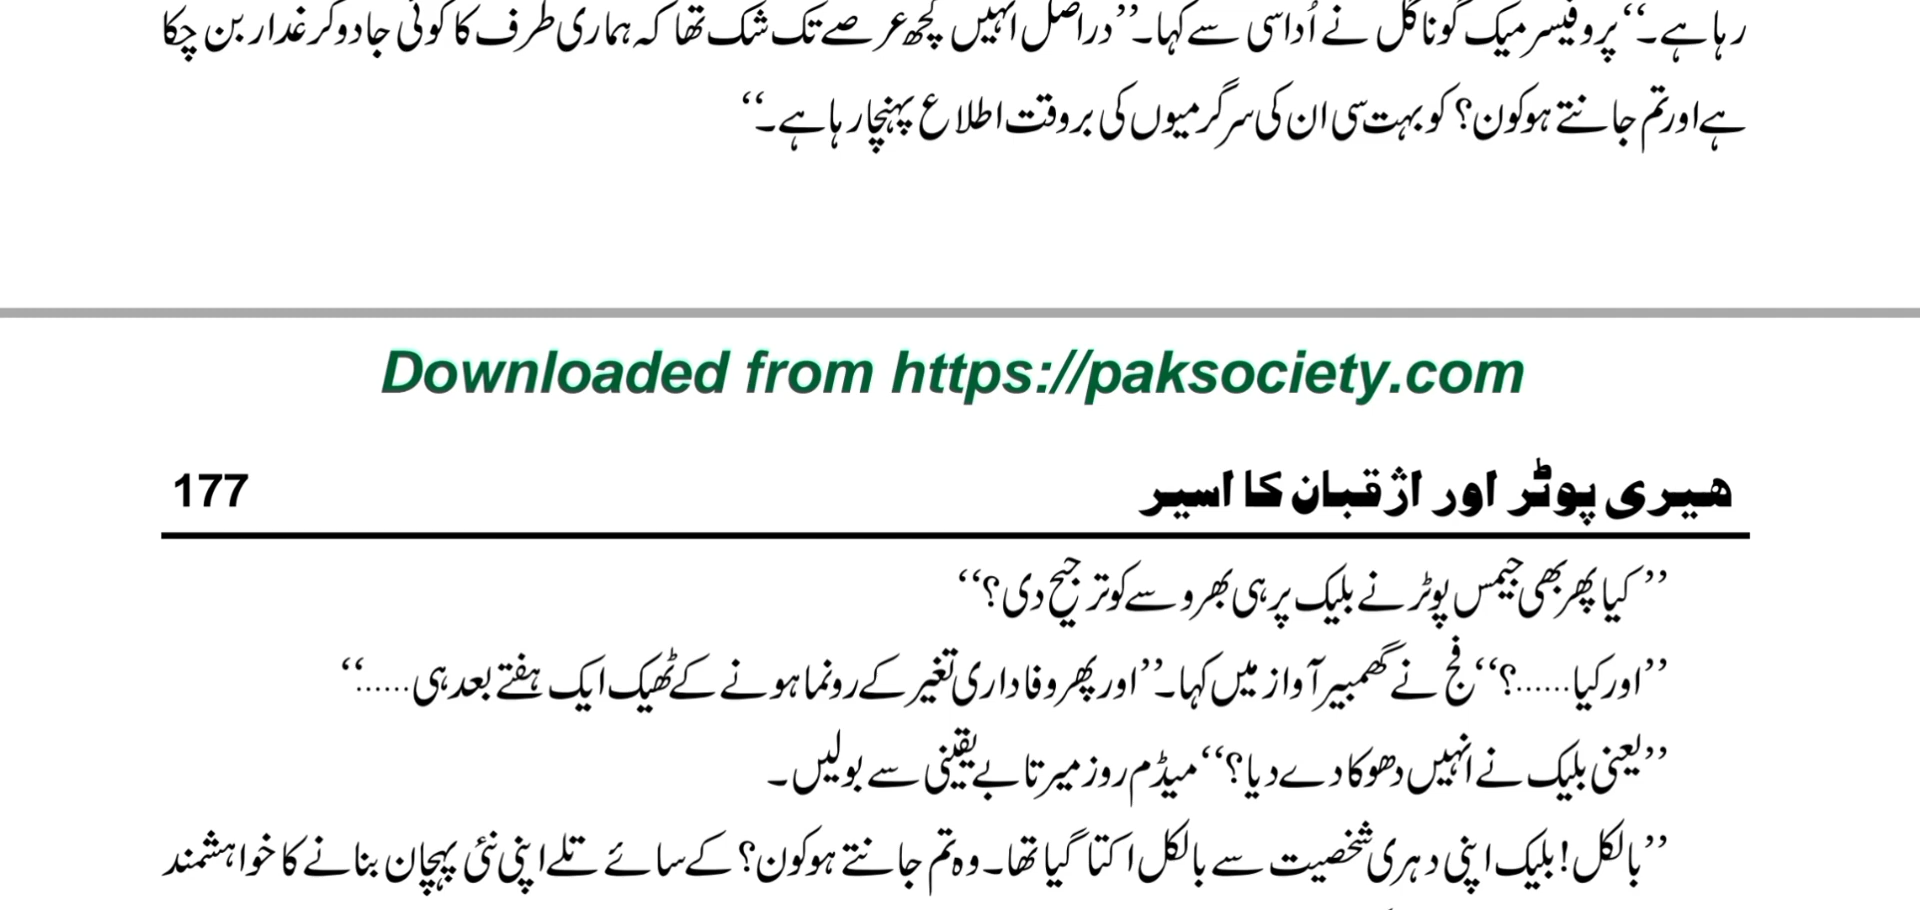 رہا ہے۔‘‘ پروفیسر میک گوناگل نے اُداسی سے کہا۔’’دراصل انہیں کچھ عرصے تک شک تھا کہ ہماری طرف کا کوئی جادوگر غدار بن چکا
ہے اور تم جانتے ہو کون؟ کو بہت سی ان کی سرگرمیوں کی بروقت اطلاع پہنچا رہا ہے۔‘‘
Downloaded from https://paksociety.com
ھیری پوٹر اور اژقبان کا اسیر 177
’’کیا پھر بھی جیمس پوٹر نے بلیک پر ہی بھروسے کو ترجیح دی؟‘‘
’’اور کیا......؟‘‘ فج نے گھمبیر آواز میں کہا۔’’اور پھر وفاداری تغیر کے رونما ہونے کے ٹھیک ایک ہفتے بعد ہی......‘‘
’’یعنی بلیک نے انہیں دھوکا دے دیا؟‘‘ میڈم روزمیرتا بے یقینی سے بولیں۔
’’بالکل! بلیک اپنی دہری شخصیت سے بالکل اکتا گیا تھا۔ وہ تم جانتے ہو کون؟ کے سائے تلے اپنی نئی پہچان بنانے کا خواہشمند